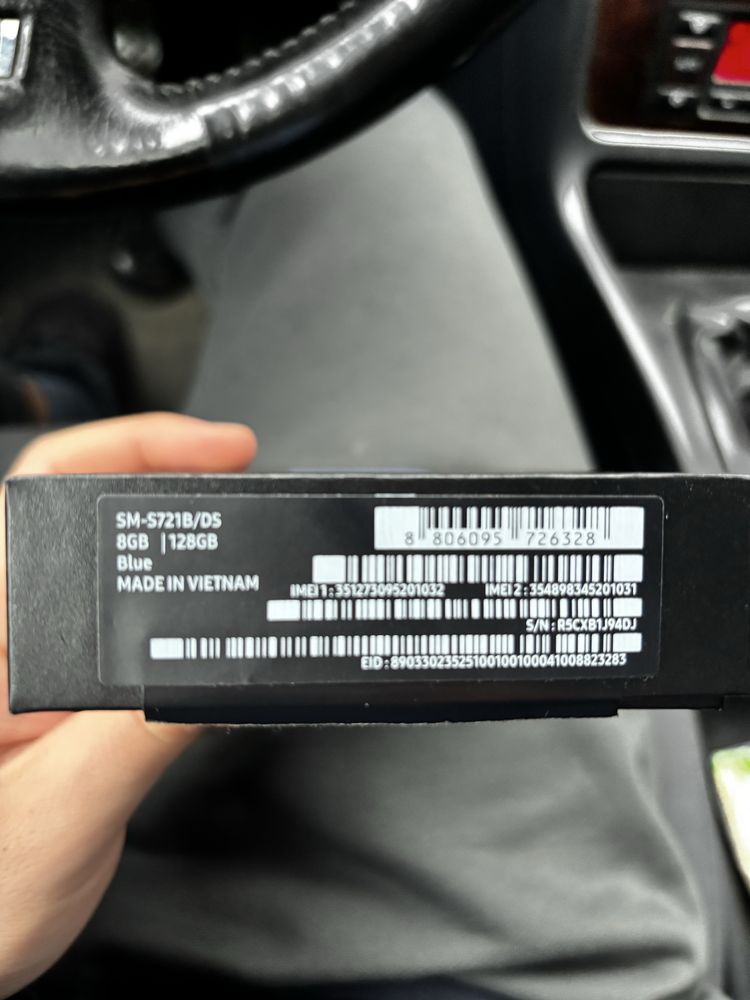 SM-S721B/DS
8GB | 128GB
Blue
MADE IN VIETNAM
8 806095 726328
IMEI 1 : 351273095201032 IMEI 2 : 354898345201031
S/N : R5CXB1J94DJ
EID : 89033023525100100100041008823283